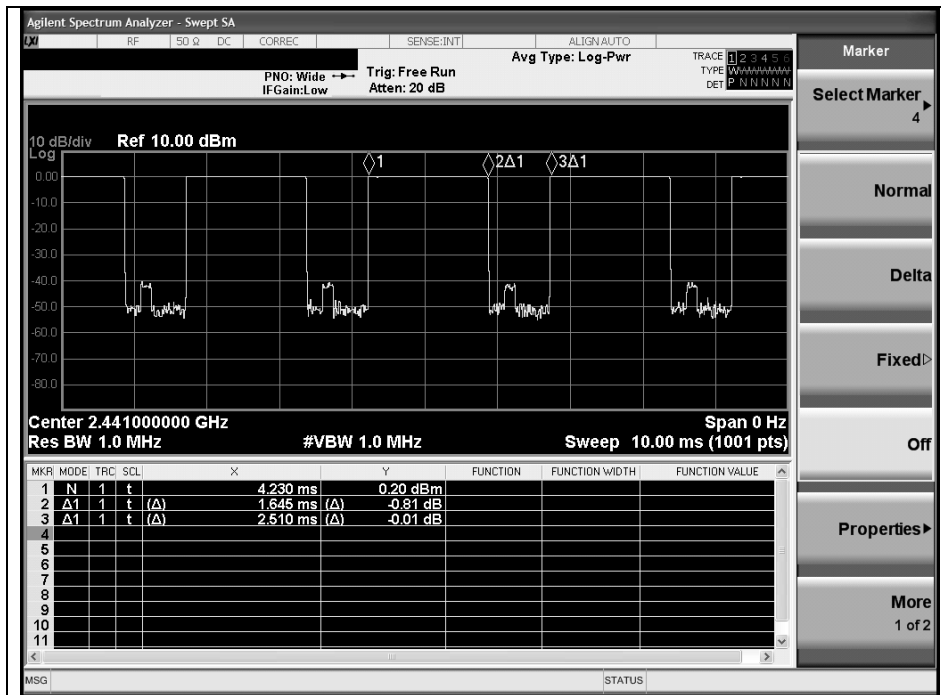 Agilent Spectrum Analyzer - Swept SA
LXI RF 50 Ω DC CORREC SENSE:INT ALIGN AUTO
Avg Type: Log-Pwr
TRACE 1 2 3 4 5 6
PNO: Wide Trig: Free Run
TYPE WWWWWW
IFGain:Low Atten: 20 dB
DET P N N N N N
10 dB/div Ref 10.00 dBm
Log
1 2Δ1 3Δ1
0.00
-10.0
-20.0
-30.0
-40.0
-50.0
-60.0
-70.0
-80.0
Center 2.441000000 GHz Span 0 Hz
Res BW 1.0 MHz #VBW 1.0 MHz Sweep 10.00 ms (1001 pts)
MKR MODE TRC SCL X Y FUNCTION FUNCTION WIDTH FUNCTION VALUE
1 N 1 t 4.230 ms 0.20 dBm
2 Δ1 1 t (Δ) 1.645 ms (Δ) -0.81 dB
3 Δ1 1 t (Δ) 2.510 ms (Δ) -0.01 dB
4
5
6
7
8
9
10
11
MSG STATUS
Marker
Select Marker
4
Normal
Delta
Fixed
Off
Properties
More
1 of 2